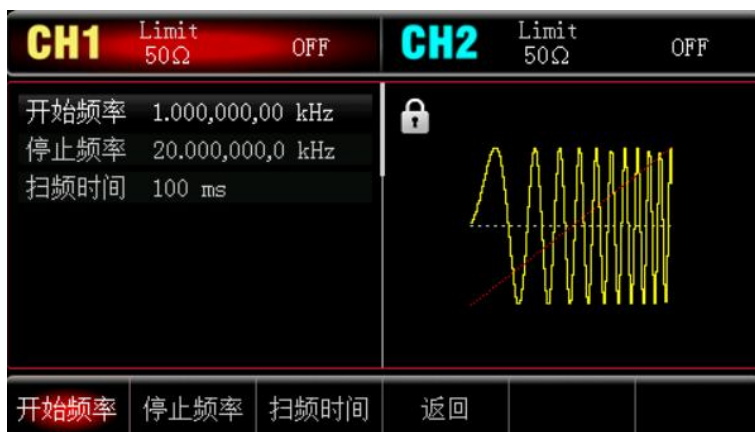 CH1 Limit 50Ω OFF CH2 Limit 50Ω OFF
开始频率 1.000,000,00 kHz
停止频率 20.000,000,0 kHz
扫频时间 100 ms
开始频率 停止频率 扫频时间 返回